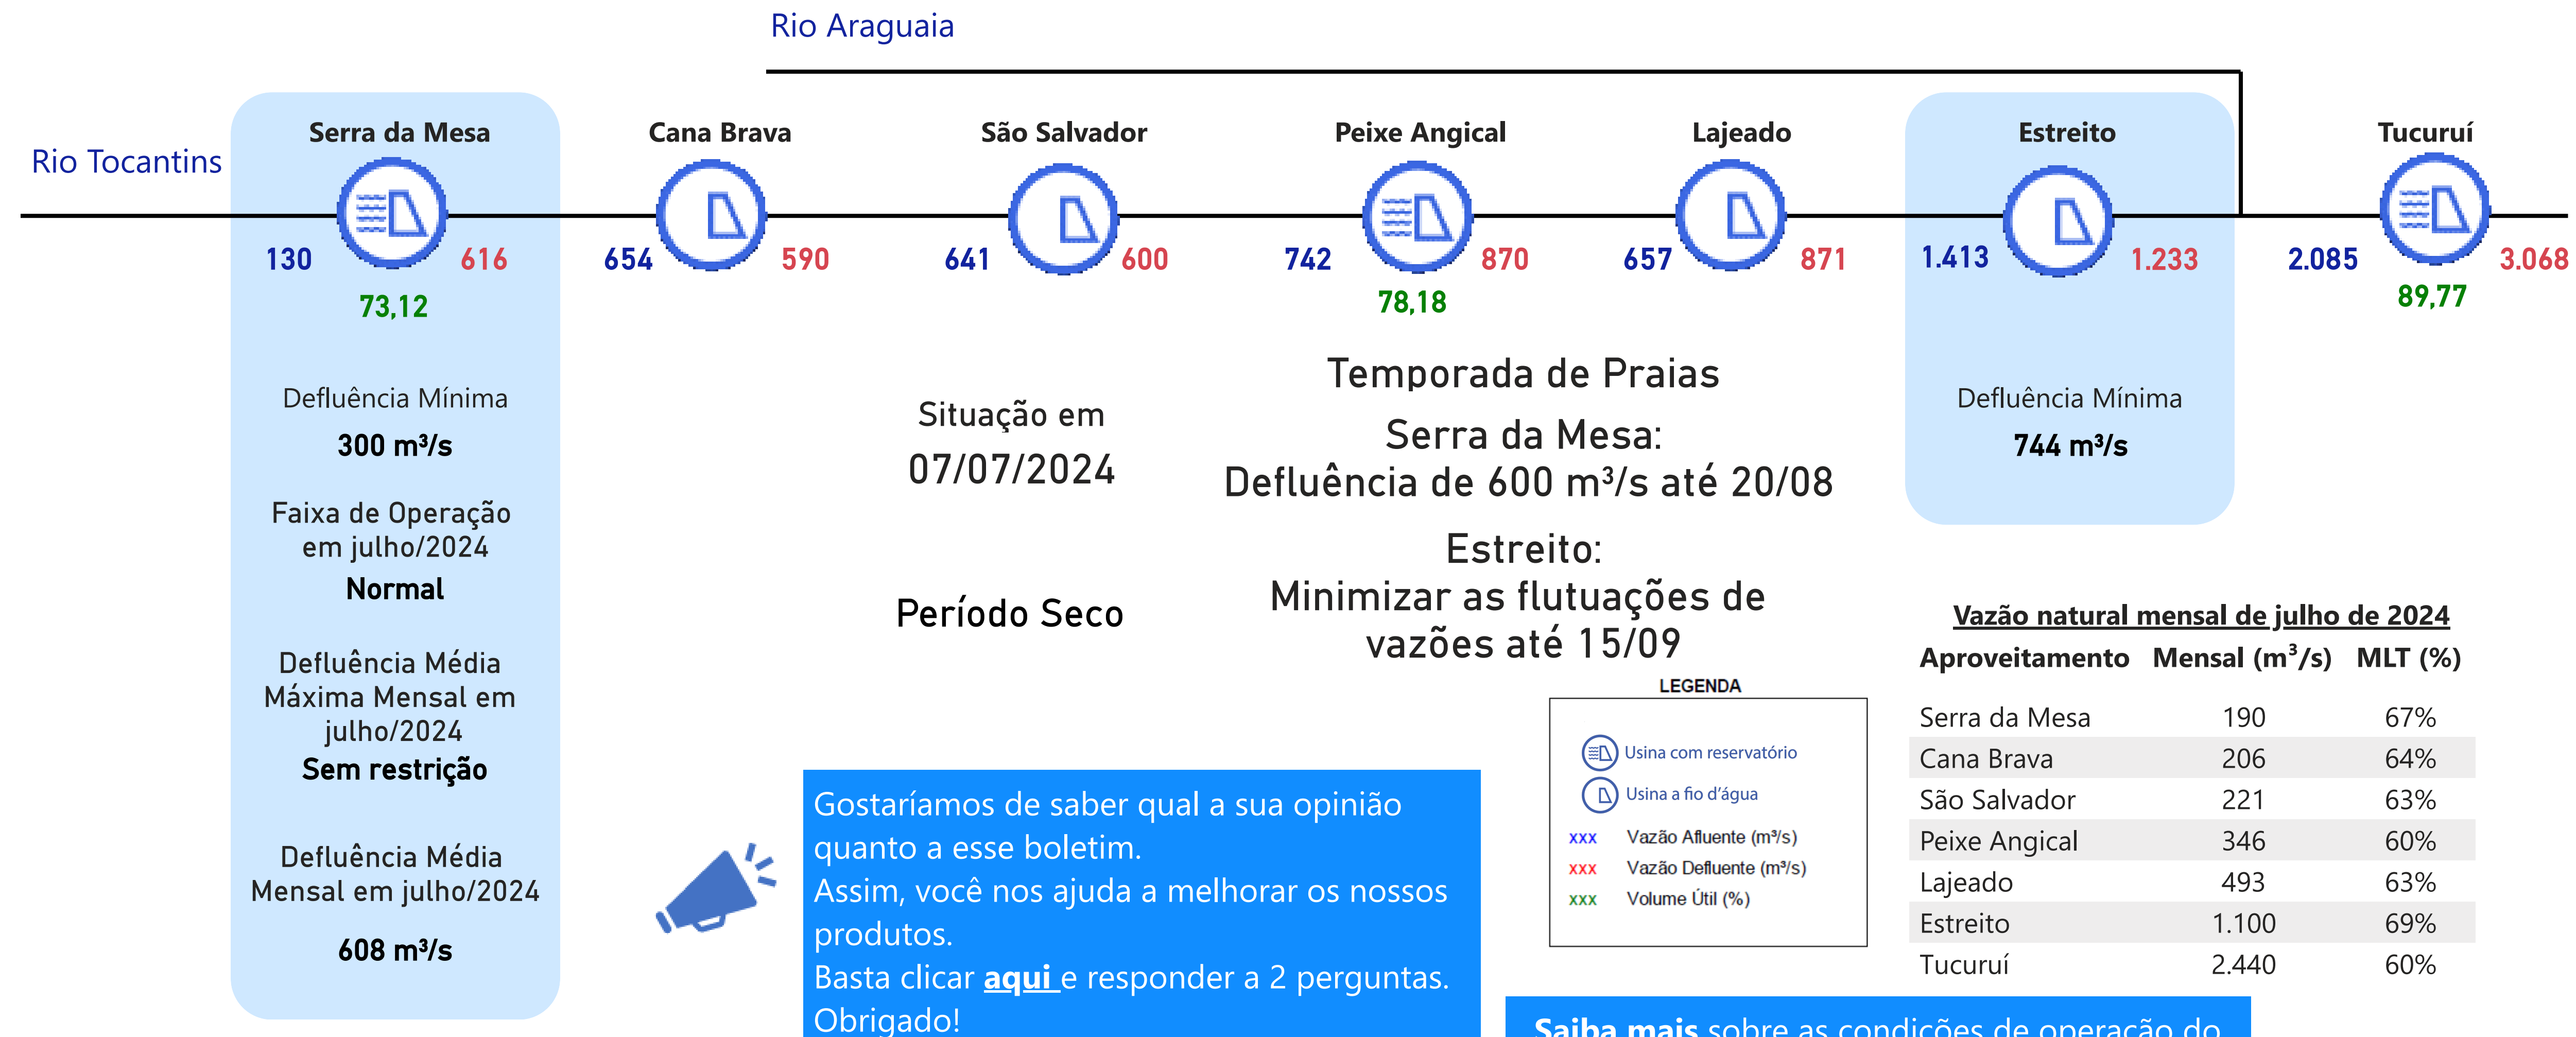 Rio Araguaia
Rio Tocantins
Serra da Mesa
Cana Brava
São Salvador
Peixe Angical
Lajeado
Estreito
Tucuruí
130 616
654 590
641 600
742 870
657 871
1.413 1.233
2.085 3.068
73,12
78,18
89,77
Defluência Mínima
300 m³/s
Faixa de Operação
em julho/2024
Normal
Defluência Média
Máxima Mensal em
julho/2024
Sem restrição
Defluência Média
Mensal em julho/2024
608 m³/s
Situação em
07/07/2024
Período Seco
Temporada de Praias
Serra da Mesa:
Defluência de 600 m³/s até 20/08
Estreito:
Minimizar as flutuações de
vazões até 15/09
Defluência Mínima
744 m³/s
Gostaríamos de saber qual a sua opinião
quanto a esse boletim.
Assim, você nos ajuda a melhorar os nossos
produtos.
Basta clicar aqui e responder a 2 perguntas.
Obrigado!
LEGENDA
Usina com reservatório
Usina a fio d'água
xxx Vazão Afluente (m³/s)
xxx Vazão Defluente (m³/s)
xxx Volume Útil (%)
Vazão natural mensal de julho de 2024
Aproveitamento Mensal (m³/s) MLT (%)
Serra da Mesa 190 67%
Cana Brava 206 64%
São Salvador 221 63%
Peixe Angical 346 60%
Lajeado 493 63%
Estreito 1.100 69%
Tucuruí 2.440 60%
Saiba mais sobre as condições de operação do